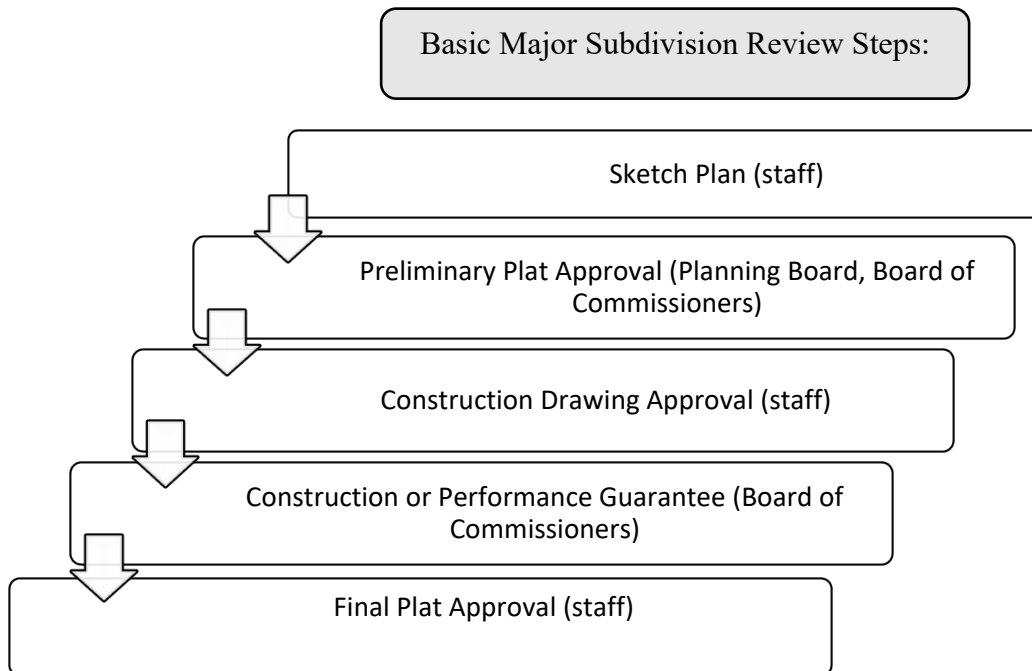 Basic Major Subdivision Review Steps:
Sketch Plan (staff)
Preliminary Plat Approval (Planning Board, Board of
Commissioners)
Construction Drawing Approval (staff)
Construction or Performance Guarantee (Board of
Commissioners)
Final Plat Approval (staff)